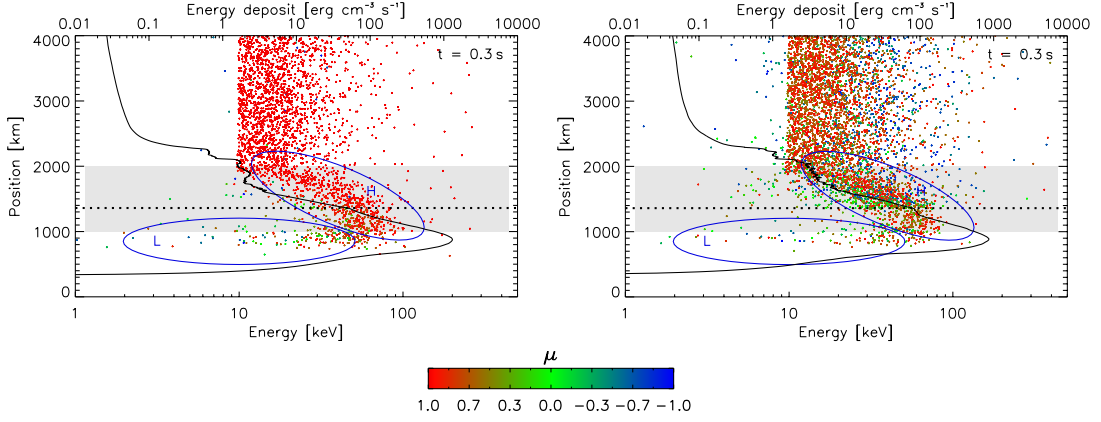 Energy deposit [erg cm⁻³ s⁻¹]
0.01 0.1 1 10 100 1000 10000
4000
3000
2000
1000
0
Position [km]
t = 0.3 s
H
L
1 10 100
Energy [keV]
Energy deposit [erg cm⁻³ s⁻¹]
0.01 0.1 1 10 100 1000 10000
4000
3000
2000
1000
0
Position [km]
t = 0.3 s
H
L
1 10 100
Energy [keV]
μ
1.0 0.7 0.3 0.0 −0.3 −0.7 −1.0